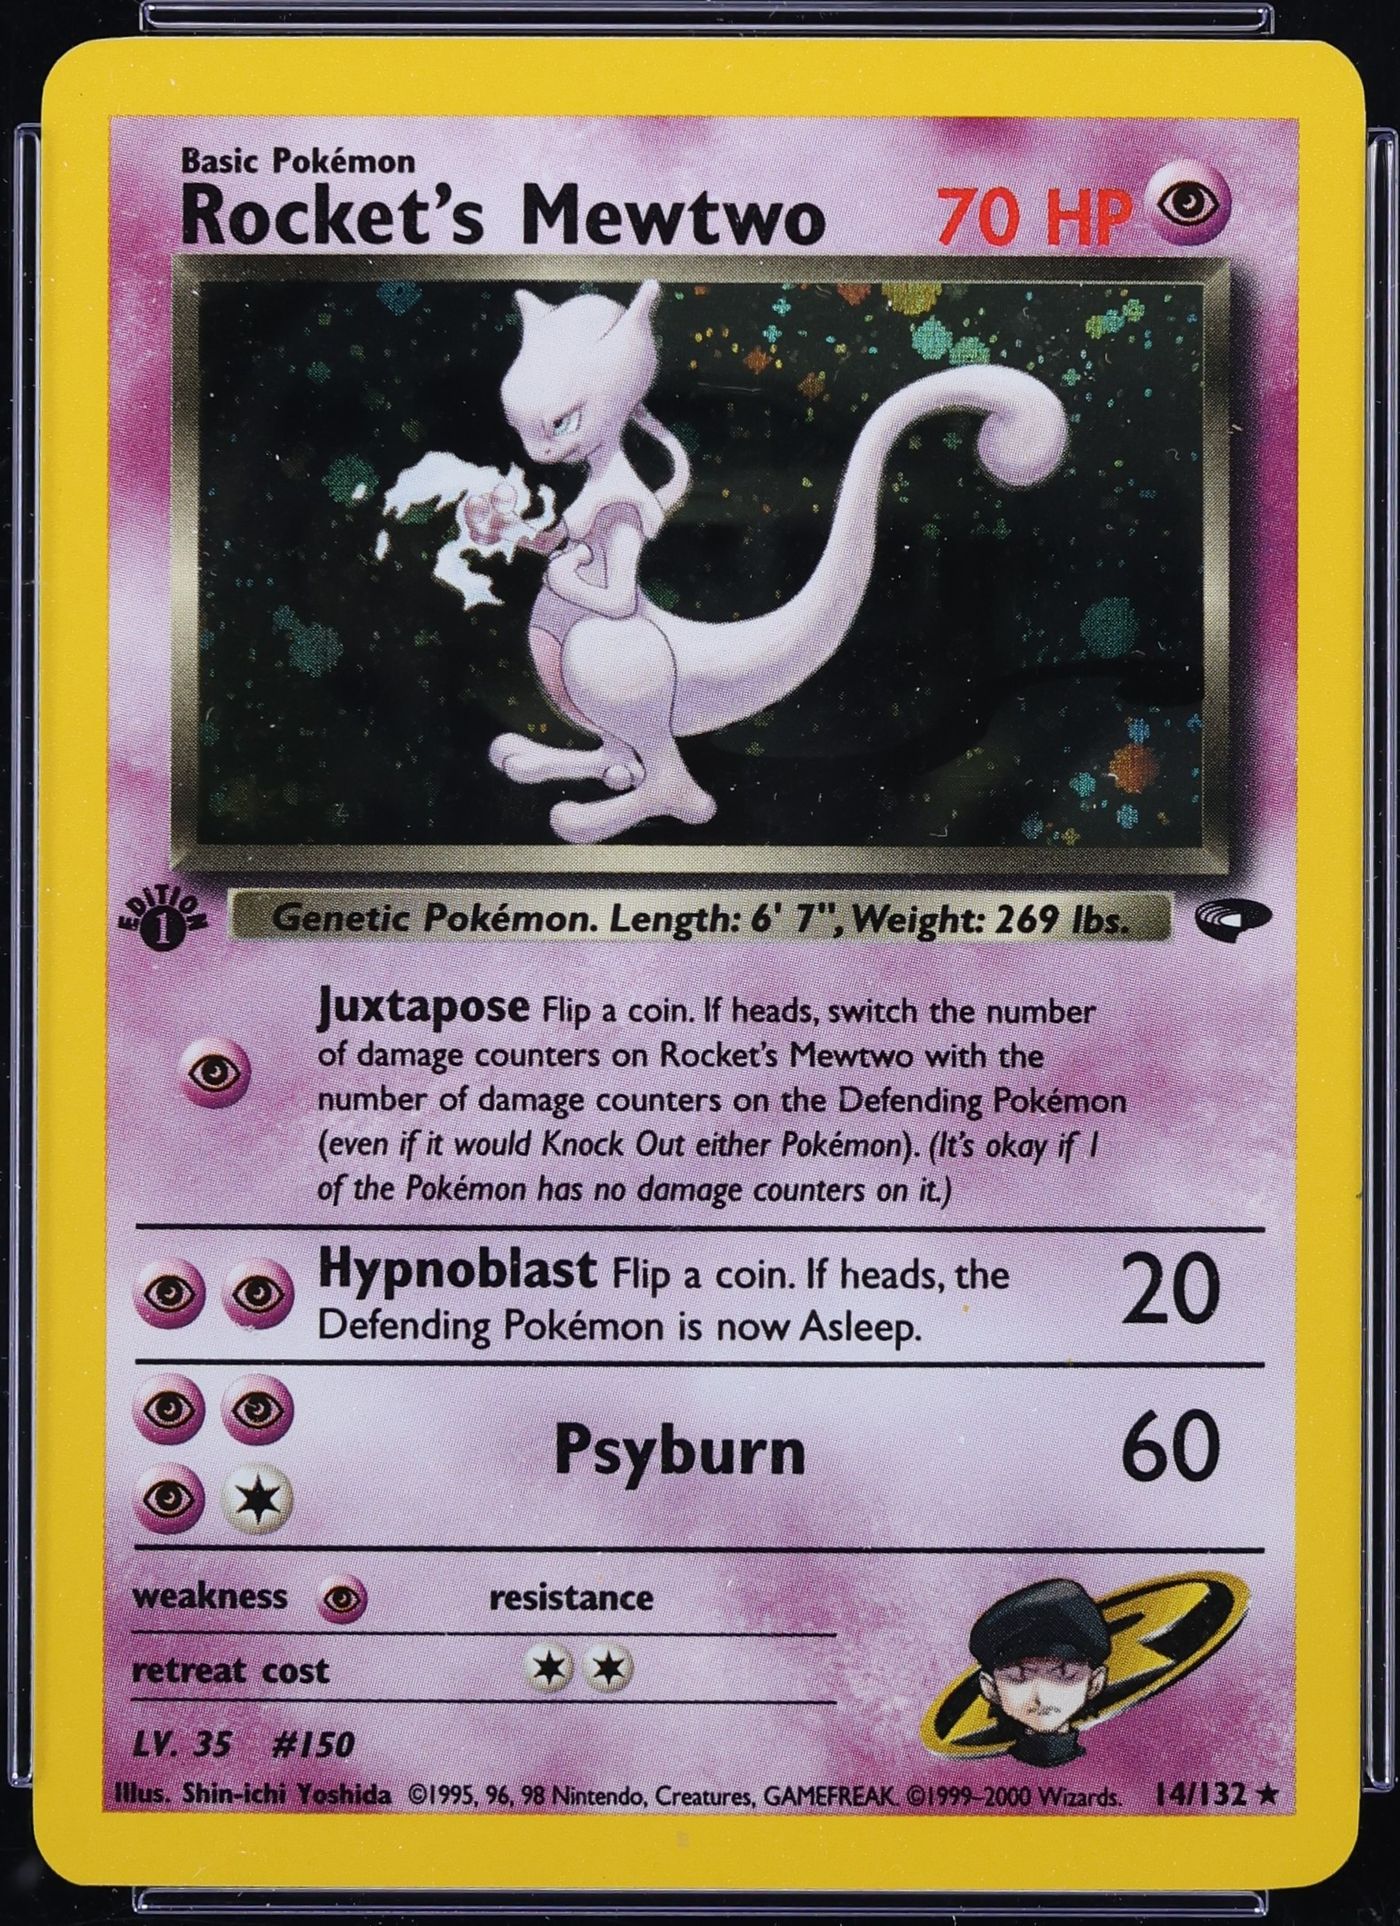 Basic Pokémon
Rocket's Mewtwo 70 HP
EDITION
1
Genetic Pokémon. Length: 6' 7", Weight: 269 lbs.
Juxtapose Flip a coin. If heads, switch the number
of damage counters on Rocket's Mewtwo with the
number of damage counters on the Defending Pokémon
(even if it would Knock Out either Pokémon). (It's okay if 1
of the Pokémon has no damage counters on it.)
Hypnoblast Flip a coin. If heads, the 20
Defending Pokémon is now Asleep.
Psyburn 60
weakness resistance
retreat cost
LV. 35 #150
Illus. Shin-ichi Yoshida ©1995, 96, 98 Nintendo, Creatures, GAMEFREAK. ©1999–2000 Wizards. 14/132 ★